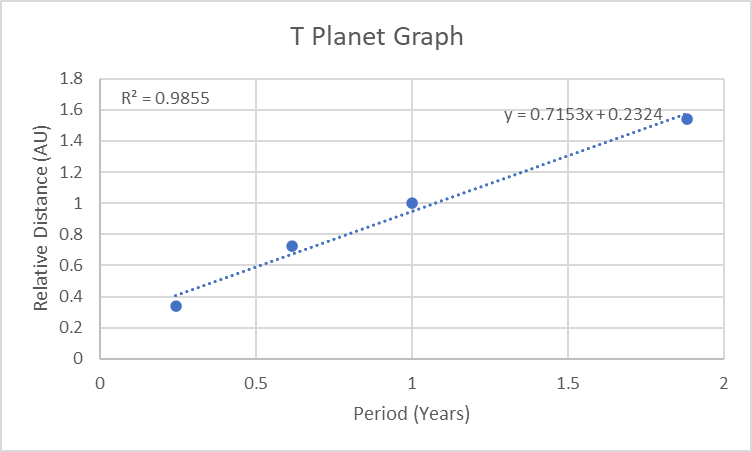 T Planet Graph
R² = 0.9855
y = 0.7153x + 0.2324
Relative Distance (AU)
1.8
1.6
1.4
1.2
1
0.8
0.6
0.4
0.2
0
0 0.5 1 1.5 2
Period (Years)